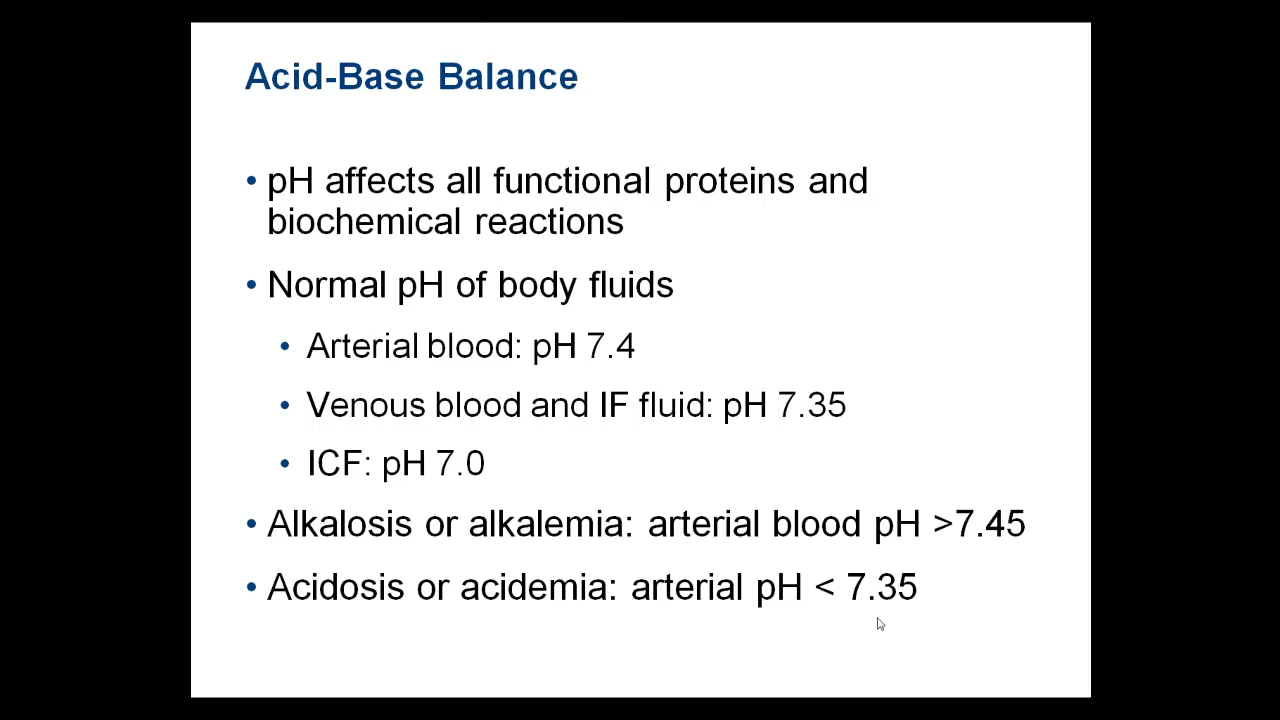 Acid-Base Balance
• pH affects all functional proteins and
biochemical reactions
• Normal pH of body fluids
• Arterial blood: pH 7.4
• Venous blood and IF fluid: pH 7.35
• ICF: pH 7.0
• Alkalosis or alkalemia: arterial blood pH >7.45
• Acidosis or acidemia: arterial pH < 7.35